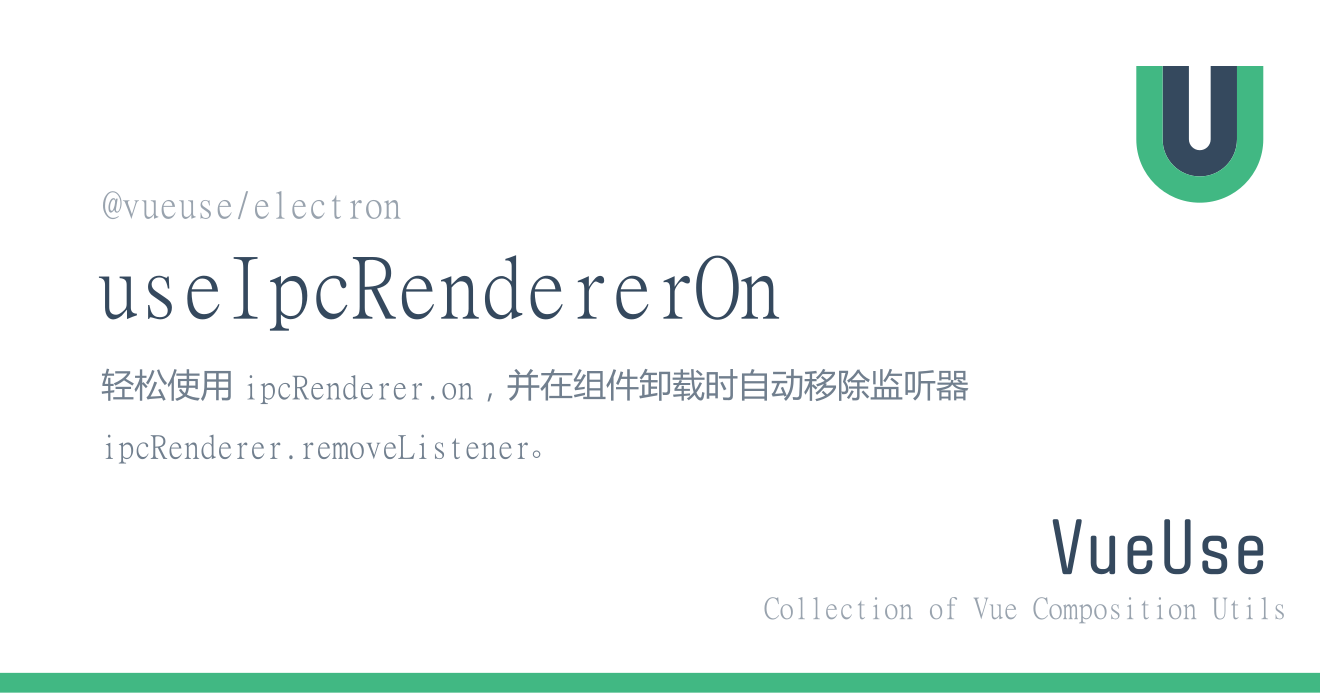 @vueuse/electron
useIpcRendererOn
轻松使用 ipcRenderer.on，并在组件卸载时自动移除监听器
ipcRenderer.removeListener。
VueUse
Collection of Vue Composition Utils